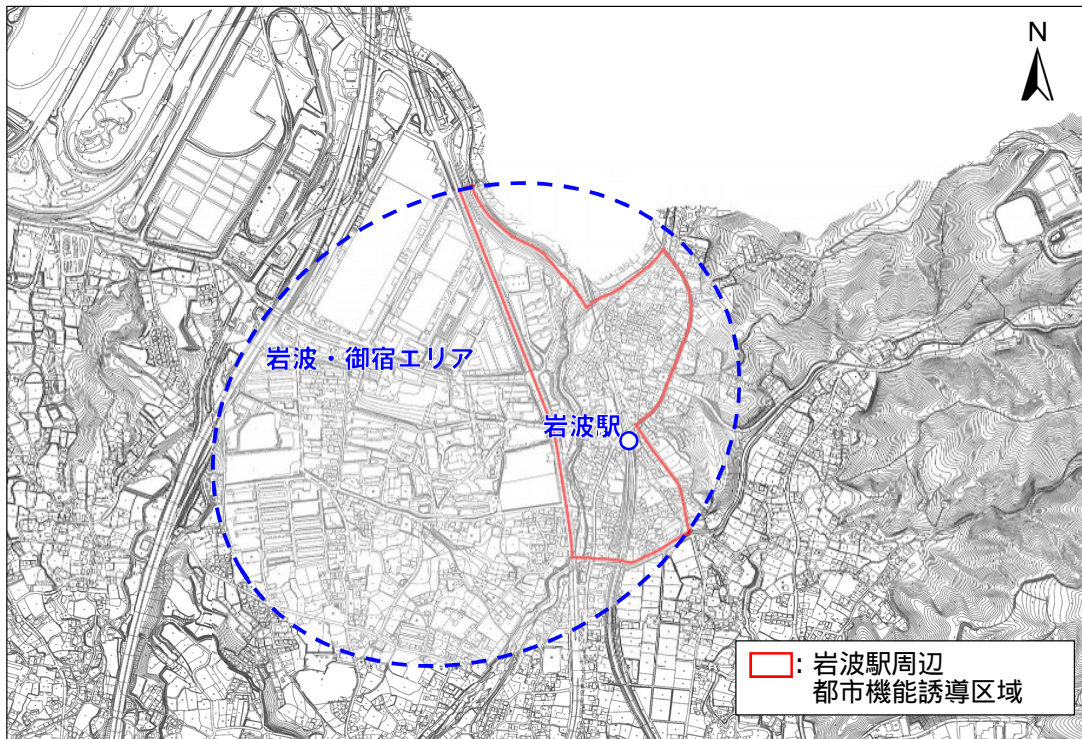 N
岩波・御宿エリア
岩波駅
：岩波駅周辺
都市機能誘導区域